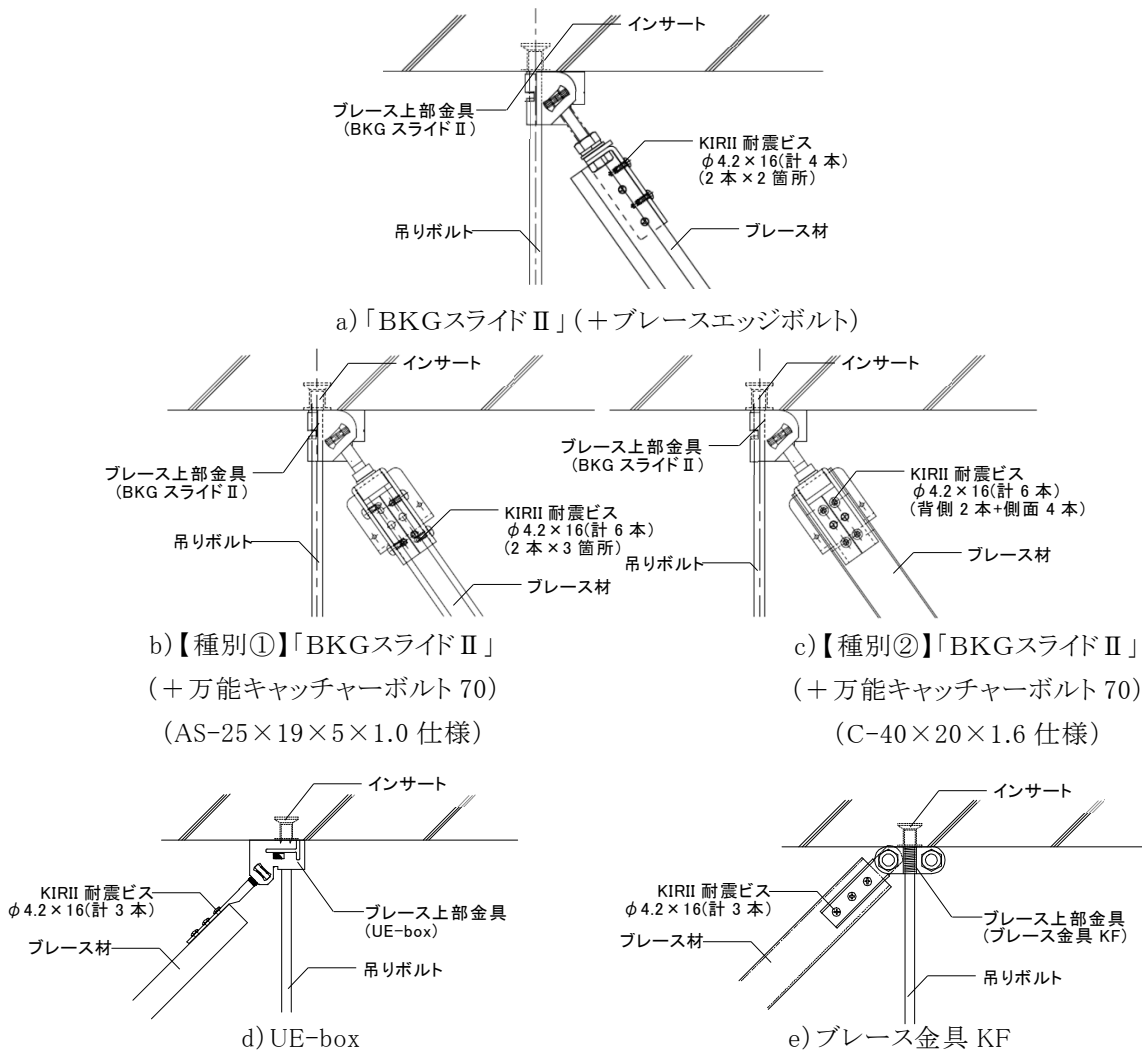 インサート
ブレース上部金具
(BKG スライドⅡ)
KIRII 耐震ビス
φ4.2×16(計 4 本)
(2 本×2 箇所)
吊りボルト
ブレース材
a)「BKGスライドⅡ」(+ブレースエッジボルト)
インサート
ブレース上部金具
(BKG スライドⅡ)
KIRII 耐震ビス
φ4.2×16(計 6 本)
(2 本×3 箇所)
吊りボルト
ブレース材
b)【種別①】「BKGスライドⅡ」
(+万能キャッチャーボルト 70)
(AS-25×19×5×1.0 仕様)
インサート
ブレース上部金具
(BKG スライドⅡ)
KIRII 耐震ビス
φ4.2×16(計 6 本)
(背側 2 本+側面 4 本)
吊りボルト
ブレース材
c)【種別②】「BKGスライドⅡ」
(+万能キャッチャーボルト 70)
(C-40×20×1.6 仕様)
インサート
KIRII 耐震ビス
φ4.2×16(計 3 本)
ブレース上部金具
(UE-box)
ブレース材
吊りボルト
d)UE-box
インサート
KIRII 耐震ビス
φ4.2×16(計 3 本)
ブレース上部金具
(ブレース金具 KF)
ブレース材
吊りボルト
e)ブレース金具 KF